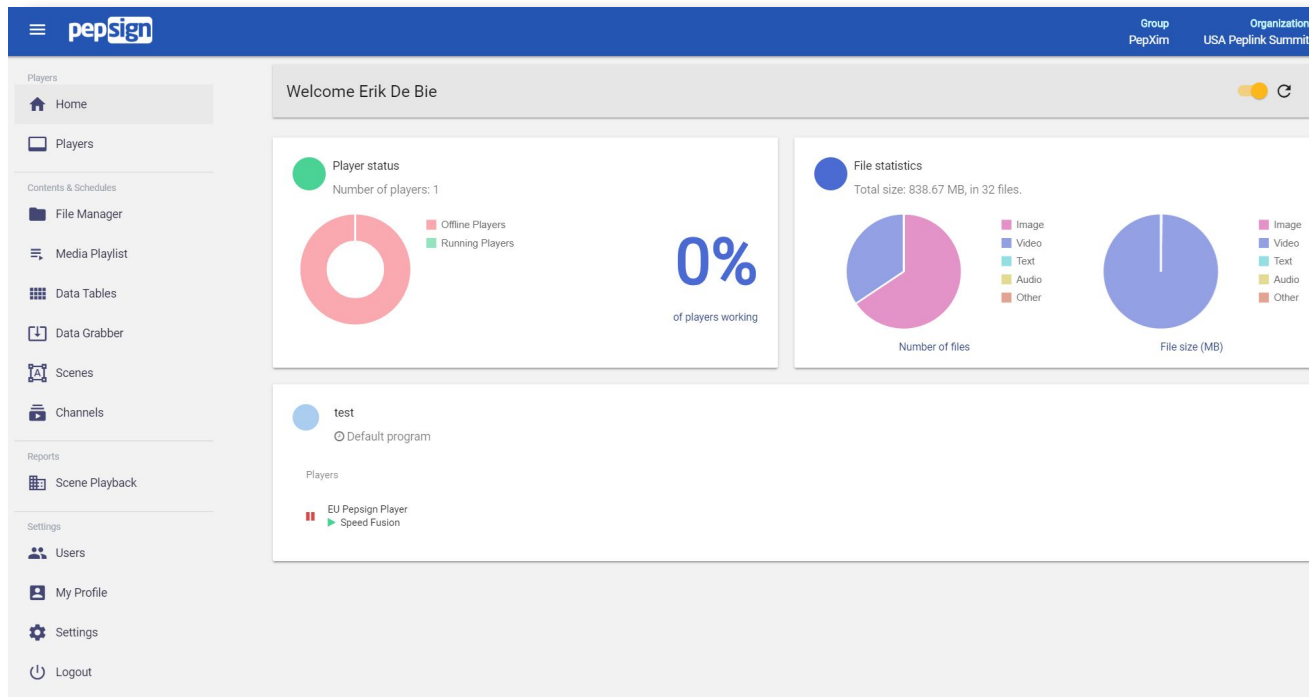 pepsign
Group
PepXim
Organization
USA Peplink Summit
Players
Home
Players
Contents & Schedules
File Manager
Media Playlist
Data Tables
Data Grabber
Scenes
Channels
Reports
Scene Playback
Settings
Users
My Profile
Settings
Logout
Welcome Erik De Bie
Player status
Number of players: 1
Offline Players
Running Players
0%
of players working
File statistics
Total size: 838.67 MB, in 32 files.
Image
Video
Text
Audio
Other
Number of files
Image
Video
Text
Audio
Other
File size (MB)
test
Default program
Players
EU Pepsign Player
Speed Fusion